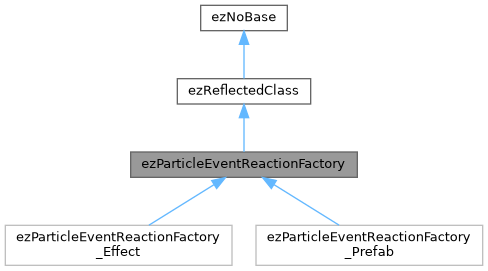 ezNoBase
ezReflectedClass
ezParticleEventReactionFactory
ezParticleEventReactionFactory
_Effect
ezParticleEventReactionFactory
_Prefab